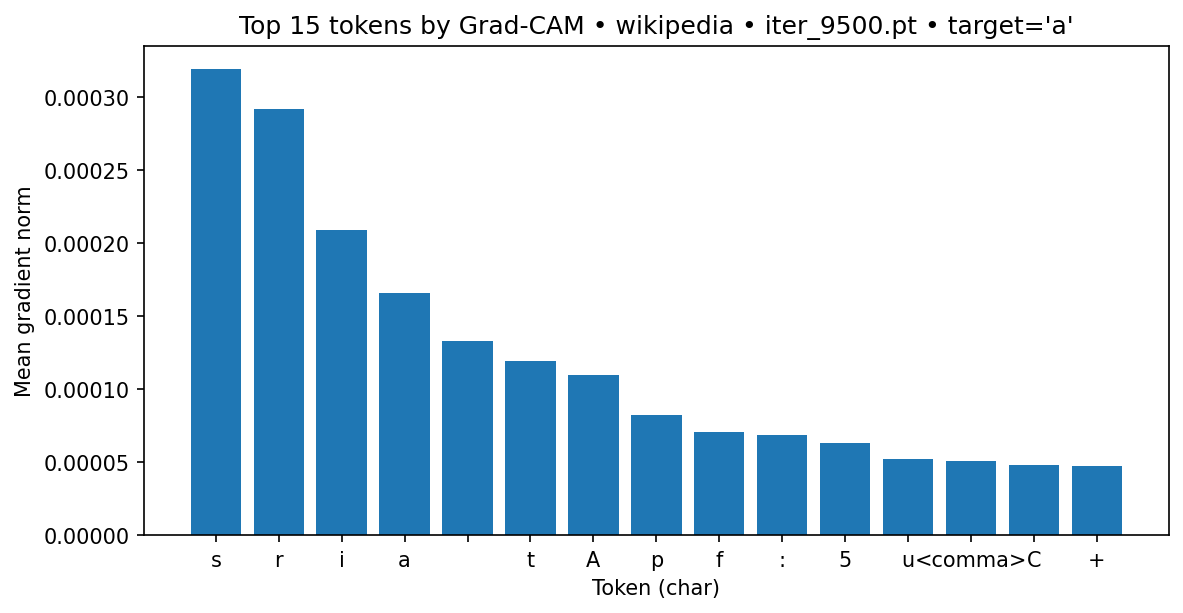 Top 15 tokens by Grad-CAM • wikipedia • iter_9500.pt • target='a'
Mean gradient norm
0.00030
0.00025
0.00020
0.00015
0.00010
0.00005
0.00000
s r i a t A p f : 5 u<comma>C +
Token (char)